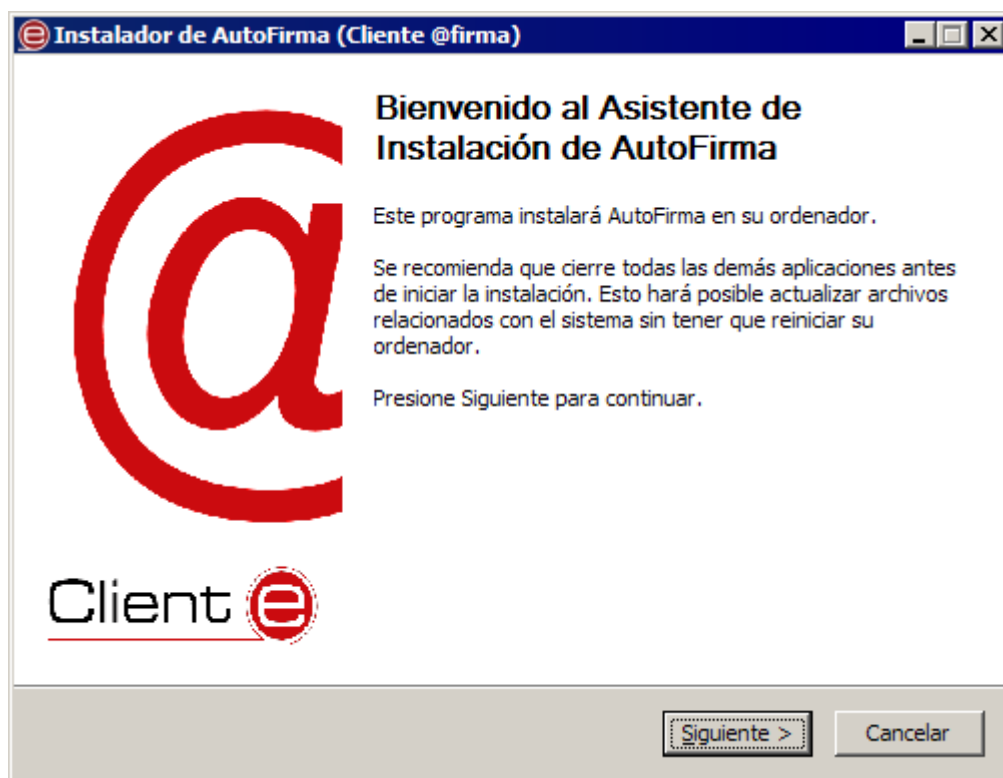 Instalador de AutoFirma (Cliente @firma)
Bienvenido al Asistente de
Instalación de AutoFirma
Este programa instalará AutoFirma en su ordenador.
Se recomienda que cierre todas las demás aplicaciones antes
de iniciar la instalación. Esto hará posible actualizar archivos
relacionados con el sistema sin tener que reiniciar su
ordenador.
Presione Siguiente para continuar.
@
Client e
Siguiente >
Cancelar